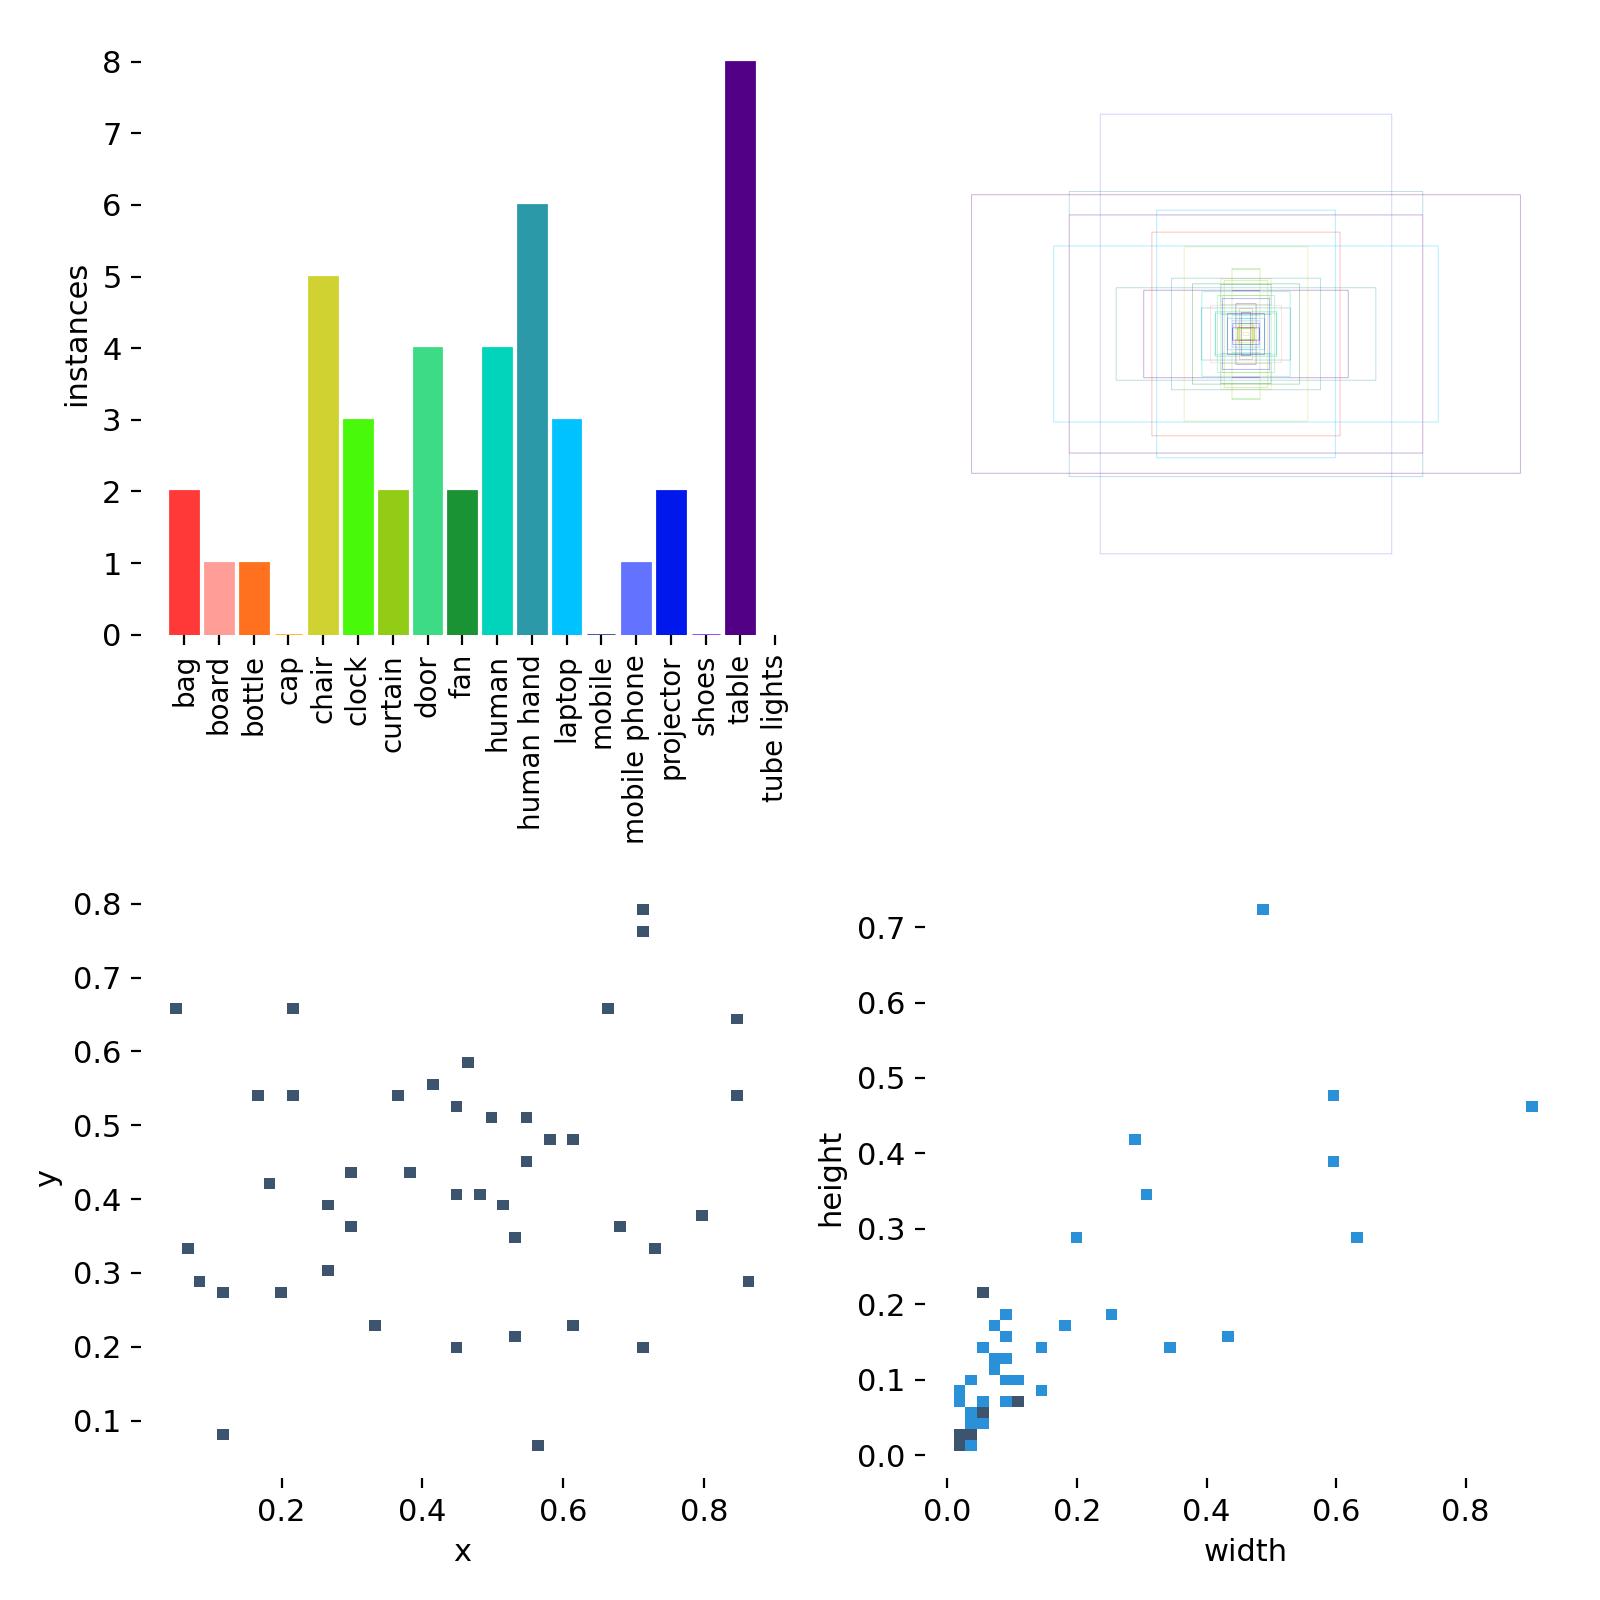 8
7
6
5
4
3
2
1
0
instances
bag
board
bottle
cap
chair
clock
curtain
door
fan
human
human hand
laptop
mobile
mobile phone
projector
shoes
table
tube lights
0.8
0.7
0.6
0.5
0.4
0.3
0.2
0.1
y
0.2 0.4 0.6 0.8
x
0.7
0.6
0.5
0.4
0.3
0.2
0.1
0.0
height
0.0 0.2 0.4 0.6 0.8
width